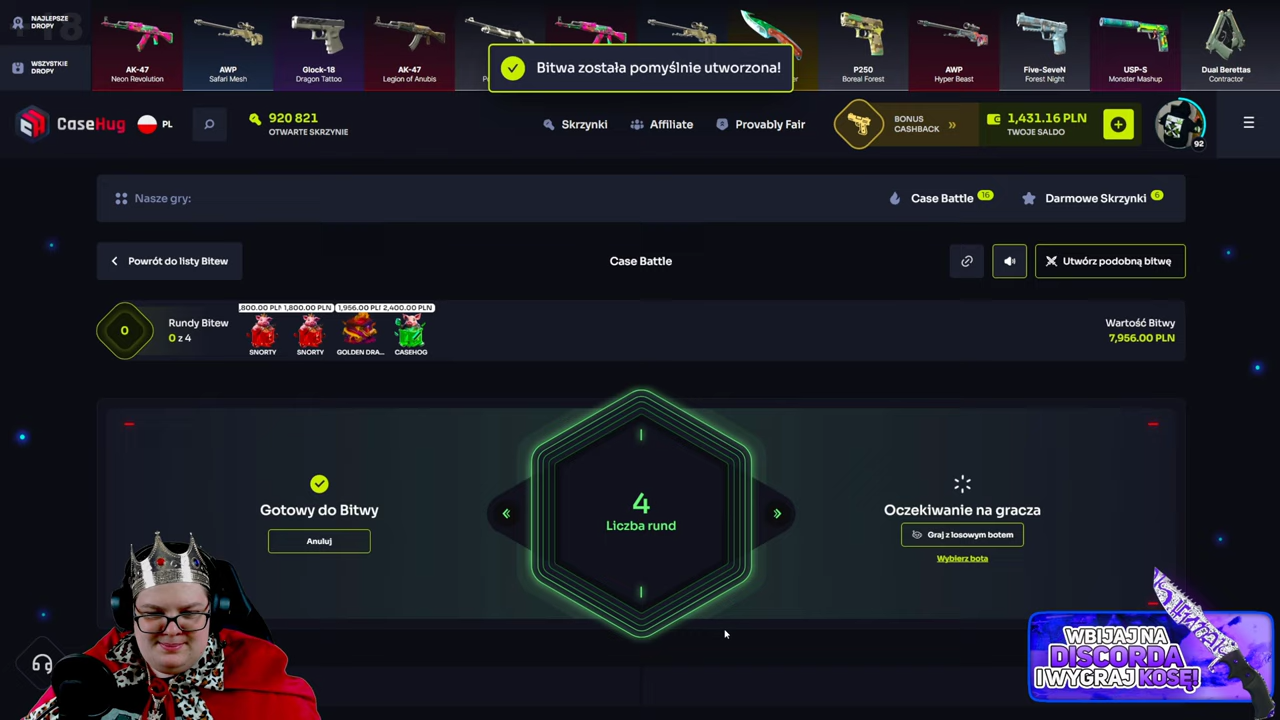 NAJLEPSZE DROPY
118
WSZYSTKIE DROPY
AK-47
Neon Revolution
AWP
Safari Mesh
Glock-18
Dragon Tattoo
AK-47
Legion of Anubis
P250
Boreal Forest
AWP
Hyper Beast
Five-SeveN
Forest Night
USP-S
Monster Mashup
Dual Berettas
Contractor
Bitwa została pomyślnie utworzona!
CaseHug
PL
920 821
OTWARTE SKRZYNIE
Skrzynki
Affiliate
Provably Fair
BONUS CASHBACK
1,431.16 PLN
TWOJE SALDO
92
Nasze gry:
Case Battle 16
Darmowe Skrzynki 6
Powrót do listy Bitew
Case Battle
Utwórz podobną bitwę
0
Rundy Bitew
0 z 4
,800.00 PLN
1,800.00 PLN
1,956.00 PL
2,400.00 PLN
SNORTY
SNORTY
GOLDEN DRA...
CASEHOG
Wartość Bitwy
7,956.00 PLN
Gotowy do Bitwy
Anuluj
4
Liczba rund
Oczekiwanie na gracza
Graj z losowym botem
Wybierz bota
WBIJAJ NA
DISCORDA
I WYGRAJ KOSĘ!